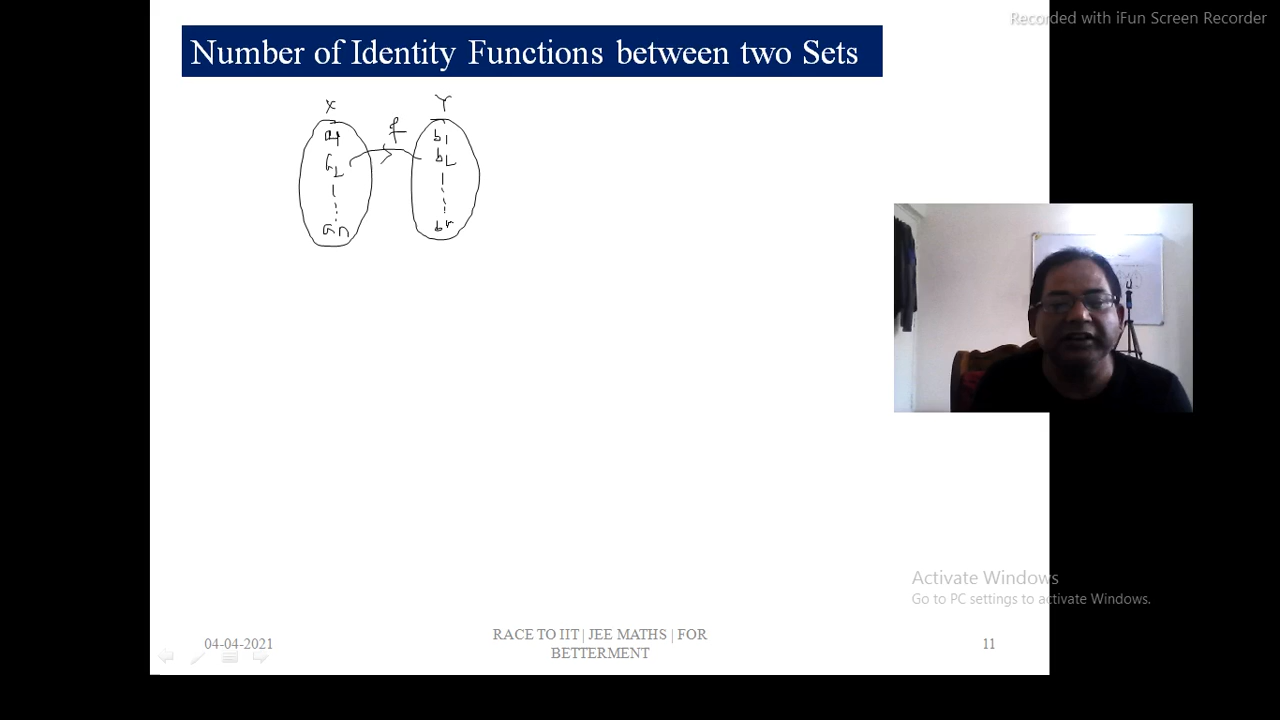 Recorded with iFun Screen Recorder
Number of Identity Functions between two Sets
X Y
f
a1 b1
a2 b2
an
Activate Windows
Go to PC settings to activate Windows.
04-04-2021
RACE TO IIT | JEE MATHS | FOR
BETTERMENT
11